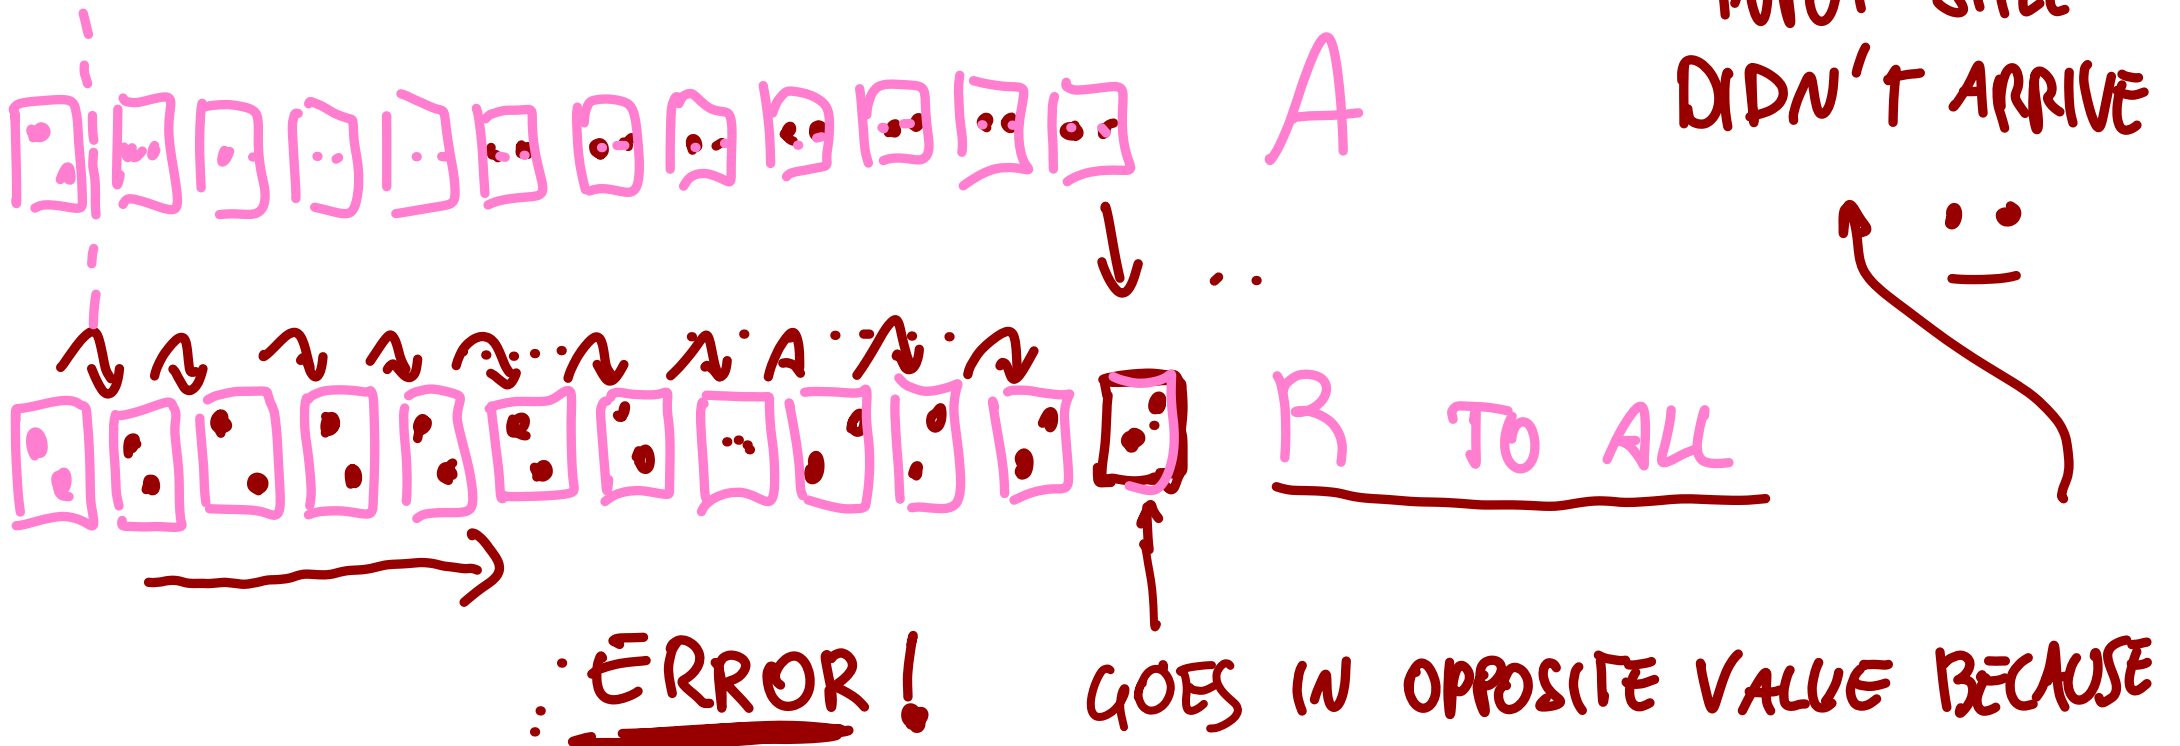 DIDN'T ARRIVE
A
R TO ALL
ERROR!
GOES IN OPPOSITE VALUE BECAUSE